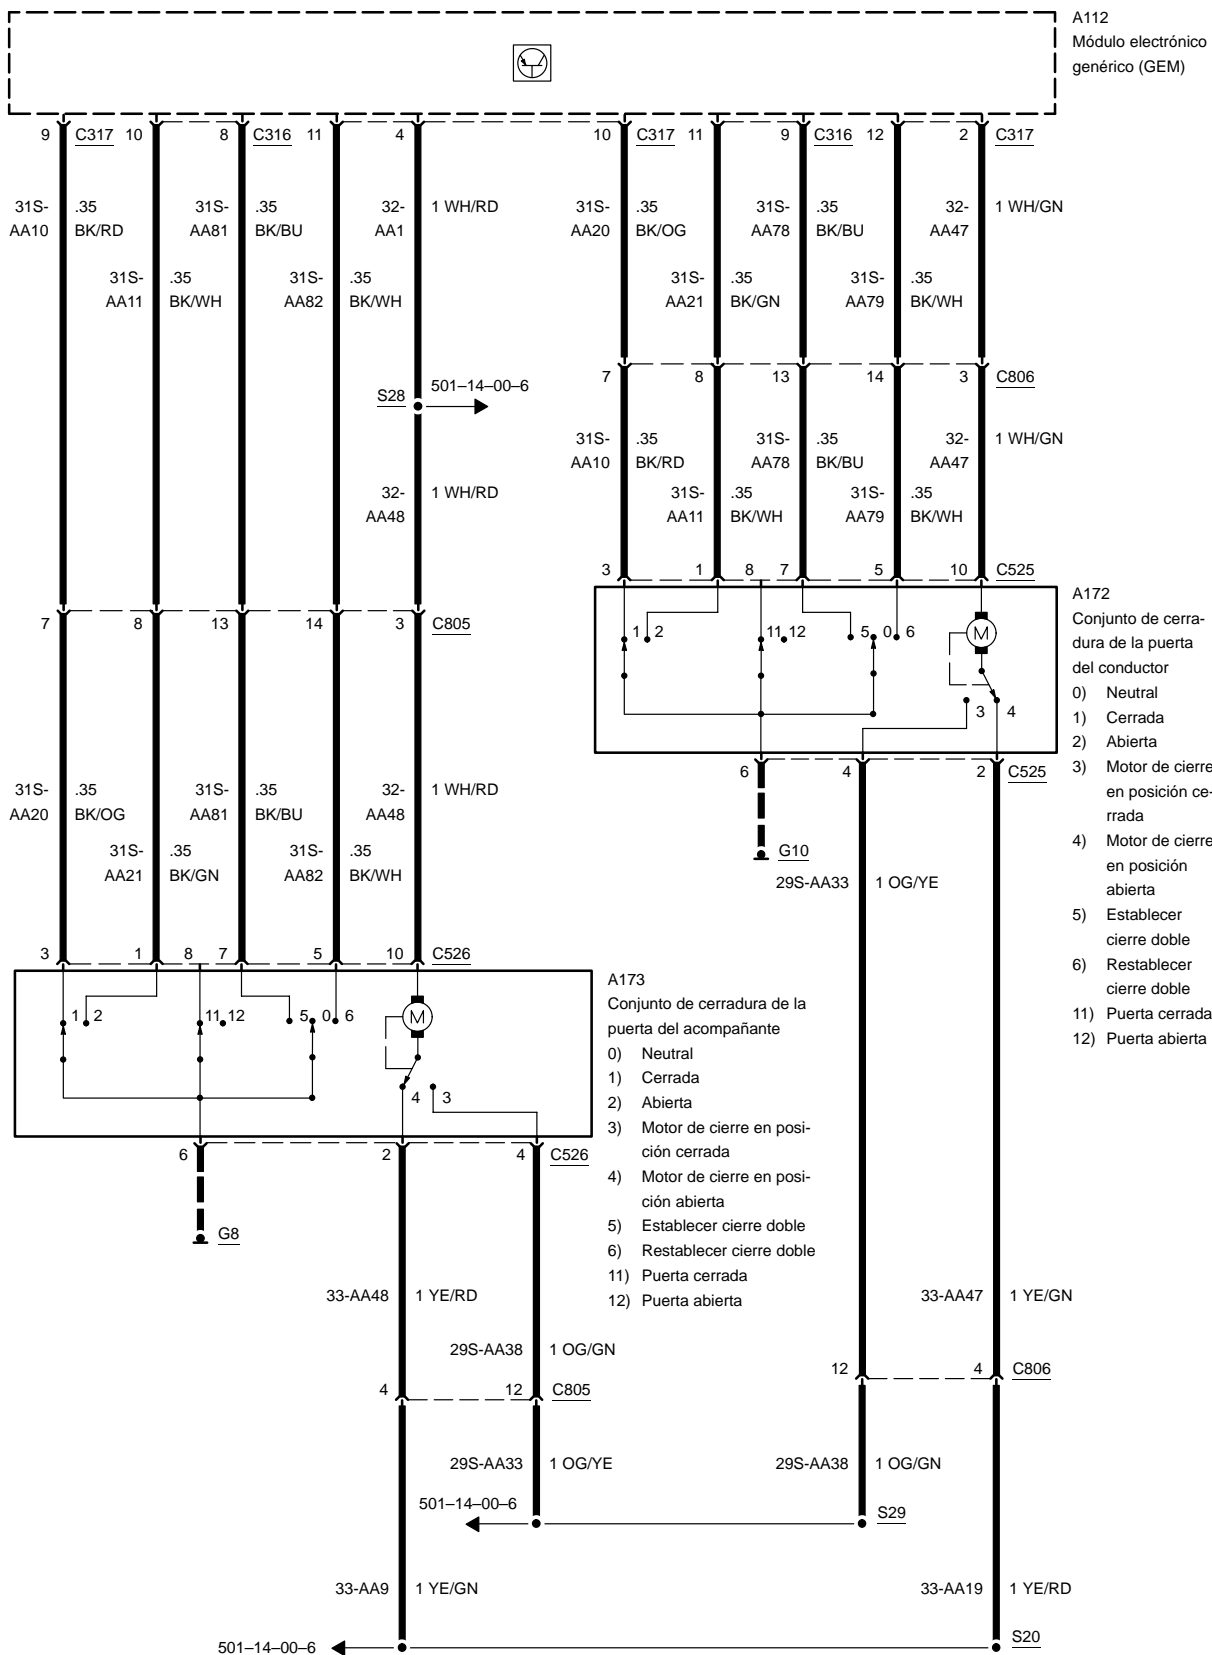 A112
Módulo electrónico
genérico (GEM)
9 C317 10 8 C316 11 4 10 C317 11 9 C316 12 2 C317
31S- .35 31S- .35 32- 1 WH/RD 31S- .35 31S- .35 32- 1 WH/GN
AA10 BK/RD AA81 BK/BU AA1 AA20 BK/OG AA78 BK/BU AA47
31S- .35 31S- .35 31S- .35 31S- .35
AA11 BK/WH AA82 BK/WH AA21 BK/GN AA79 BK/WH
7 8 13 14 3 C806
S28 501–14–00–6
31S- .35 31S- .35 32- 1 WH/GN
AA10 BK/RD AA78 BK/BU AA47
32- 1 WH/RD 31S- .35 31S- .35
AA48 AA11 BK/WH AA79 BK/WH
3 1 8 7 5 10 C525
7 8 13 14 3 C805
1 2 11 12 5 0 6 M
3 4
A172
Conjunto de cerra-
dura de la puerta
del conductor
0) Neutral
1) Cerrada
2) Abierta
3) Motor de cierre
en posición ce-
rrada
4) Motor de cierre
en posición
abierta
5) Establecer
cierre doble
6) Restablecer
cierre doble
11) Puerta cerrada
12) Puerta abierta
6 4 2 C525
31S- .35 31S- .35 32- 1 WH/RD
AA20 BK/OG AA81 BK/BU AA48
31S- .35 31S- .35
AA21 BK/GN AA82 BK/WH
G10
29S-AA33 1 OG/YE
3 1 8 7 5 10 C526
1 2 11 12 5 0 6 M
4 3
A173
Conjunto de cerradura de la
puerta del acompañante
0) Neutral
1) Cerrada
2) Abierta
3) Motor de cierre en posi-
ción cerrada
4) Motor de cierre en posi-
ción abierta
5) Establecer cierre doble
6) Restablecer cierre doble
11) Puerta cerrada
12) Puerta abierta
6 2 4 C526
G8
33-AA48 1 YE/RD 33-AA47 1 YE/GN
29S-AA38 1 OG/GN
12 4 C806
4 12 C805
29S-AA33 1 OG/YE 29S-AA38 1 OG/GN
501–14–00–6 S29
33-AA9 1 YE/GN 33-AA19 1 YE/RD
501–14–00–6 S20